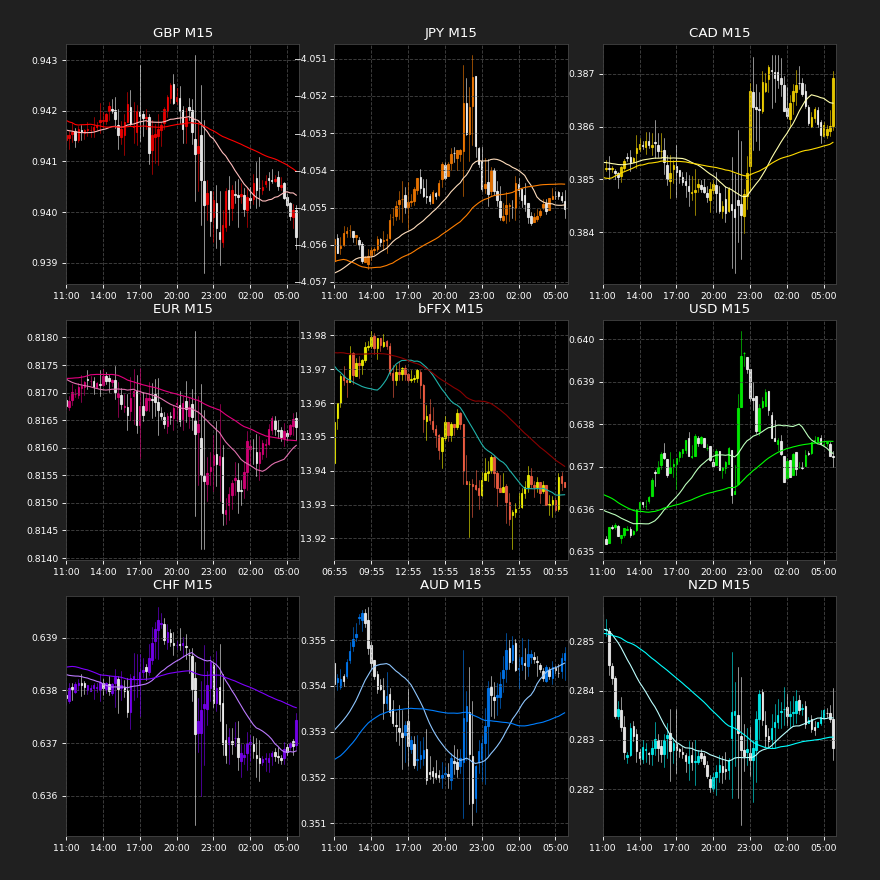 GBP M15
0.943
0.942
0.941
0.940
0.939
11:00 14:00 17:00 20:00 23:00 02:00 05:00
JPY M15
−4.051
−4.052
−4.053
−4.054
−4.055
−4.056
−4.057
11:00 14:00 17:00 20:00 23:00 02:00 05:00
CAD M15
0.387
0.386
0.385
0.384
11:00 14:00 17:00 20:00 23:00 02:00 05:00
EUR M15
0.8180
0.8175
0.8170
0.8165
0.8160
0.8155
0.8150
0.8145
0.8140
11:00 14:00 17:00 20:00 23:00 02:00 05:00
bFFX M15
13.98
13.97
13.96
13.95
13.94
13.93
13.92
06:55 09:55 12:55 15:55 18:55 21:55 00:55
USD M15
0.640
0.639
0.638
0.637
0.636
0.635
11:00 14:00 17:00 20:00 23:00 02:00 05:00
CHF M15
0.639
0.638
0.637
0.636
11:00 14:00 17:00 20:00 23:00 02:00 05:00
AUD M15
0.355
0.354
0.353
0.352
0.351
11:00 14:00 17:00 20:00 23:00 02:00 05:00
NZD M15
0.285
0.284
0.283
0.282
11:00 14:00 17:00 20:00 23:00 02:00 05:00